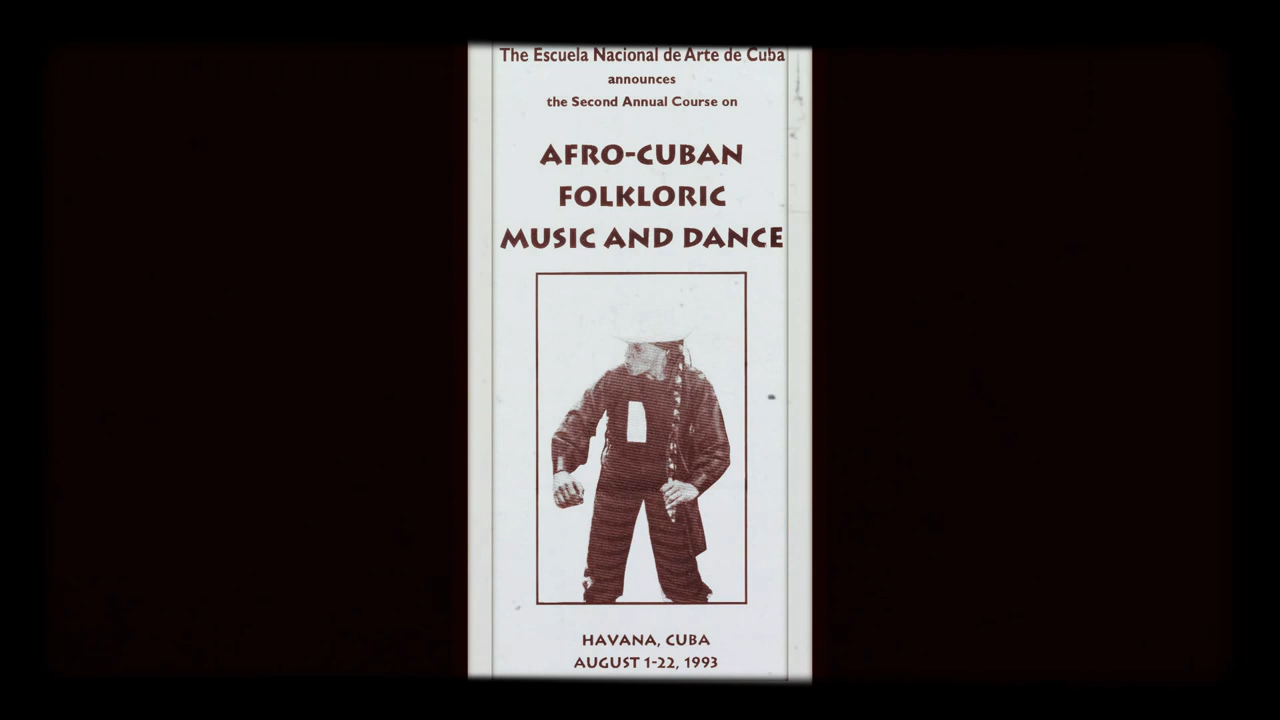 The Escuela Nacional de Arte de Cuba
announces
the Second Annual Course on
AFRO-CUBAN
FOLKLORIC
MUSIC AND DANCE
HAVANA, CUBA
AUGUST 1-22, 1993